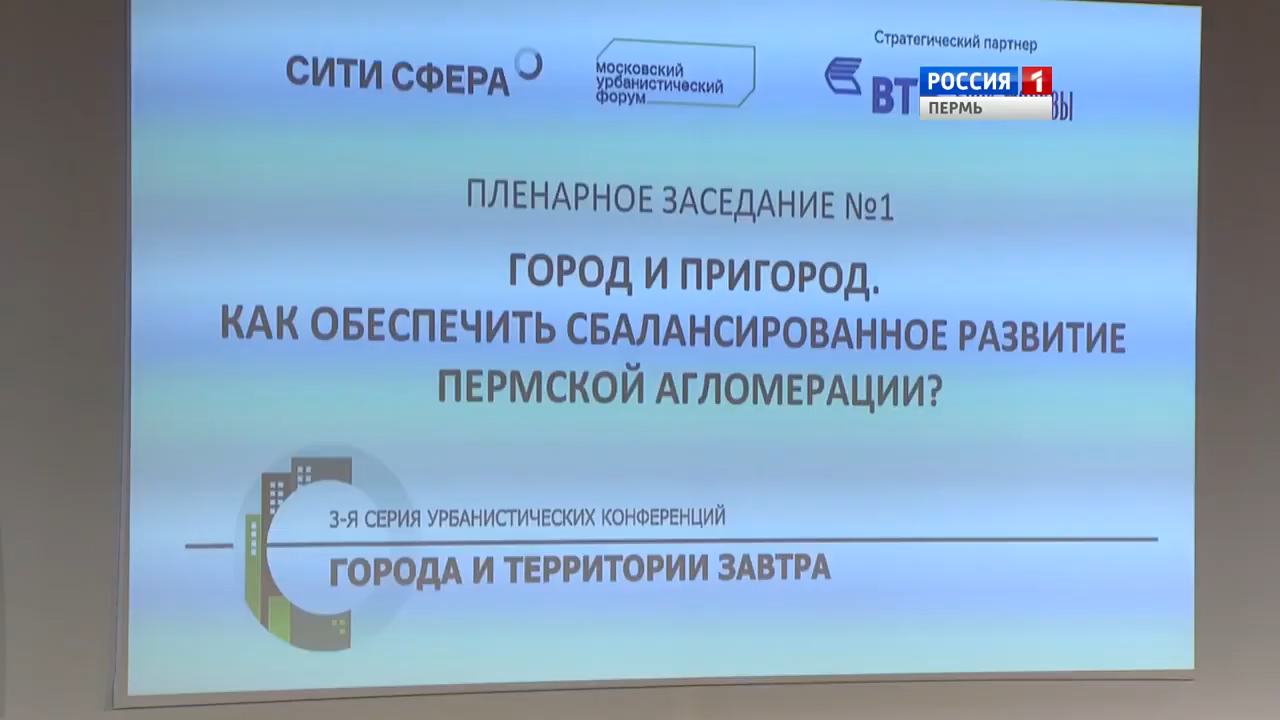 Стратегический партнер
СИТИ СФЕРА
московский
урбанистический
форум
РОССИЯ 1
ПЕРМЬ
ПЛЕНАРНОЕ ЗАСЕДАНИЕ №1
ГОРОД И ПРИГОРОД.
КАК ОБЕСПЕЧИТЬ СБАЛАНСИРОВАННОЕ РАЗВИТИЕ
ПЕРМСКОЙ АГЛОМЕРАЦИИ?
3-Я СЕРИЯ УРБАНИСТИЧЕСКИХ КОНФЕРЕНЦИЙ
ГОРОДА И ТЕРРИТОРИИ ЗАВТРА